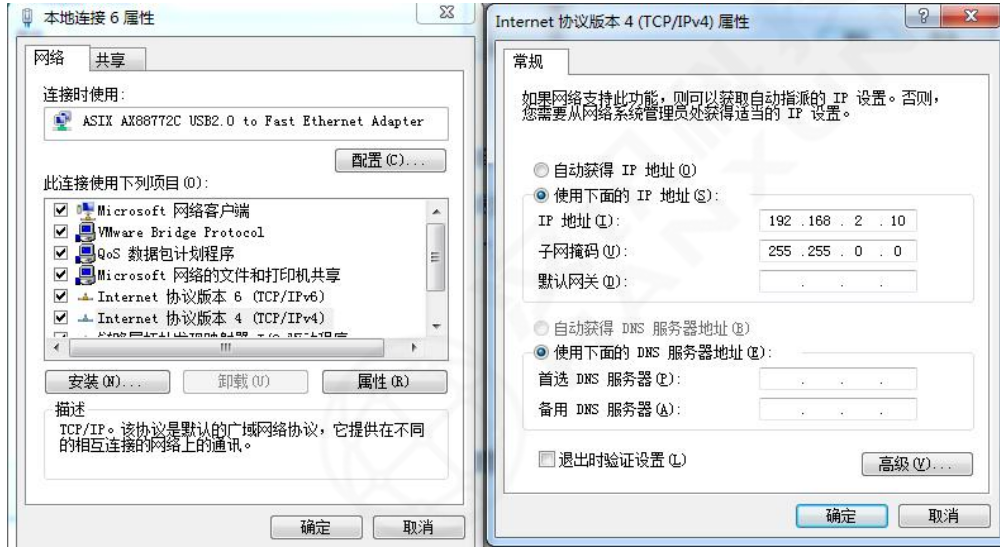 本地连接 6 属性
网络
共享
连接时使用:
ASIX AX88772C USB2.0 to Fast Ethernet Adapter
配置(C)...
此连接使用下列项目(O):
Microsoft 网络客户端
VMware Bridge Protocol
QoS 数据包计划程序
Microsoft 网络的文件和打印机共享
Internet 协议版本 6 (TCP/IPv6)
Internet 协议版本 4 (TCP/IPv4)
安装(N)...
卸载(U)
属性(R)
描述
TCP/IP。该协议是默认的广域网络协议，它提供在不同
的相互连接的网络上的通讯。
确定
取消
Internet 协议版本 4 (TCP/IPv4) 属性
常规
如果网络支持此功能，则可以获取自动指派的 IP 设置。否则，
您需要从网络系统管理员处获得适当的 IP 设置。
自动获得 IP 地址(O)
使用下面的 IP 地址(S):
IP 地址(I): 192 .168 . 2 . 10
子网掩码(U): 255 .255 . 0 . 0
默认网关(D): . . .
自动获得 DNS 服务器地址(B)
使用下面的 DNS 服务器地址(E):
首选 DNS 服务器(P): . . .
备用 DNS 服务器(A): . . .
退出时验证设置(L)
高级(V)...
确定
取消